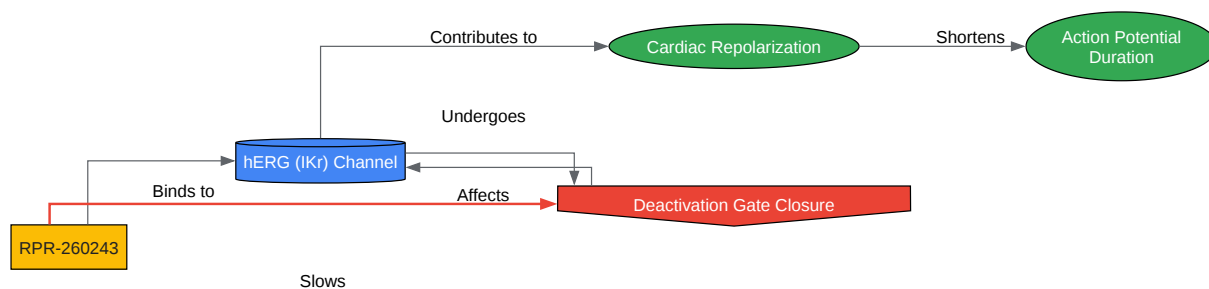 Contributes to
Cardiac Repolarization
Shortens
Action Potential
Duration
Undergoes
hERG (IKr) Channel
Binds to
Affects
Deactivation Gate Closure
RPR-260243
Slows